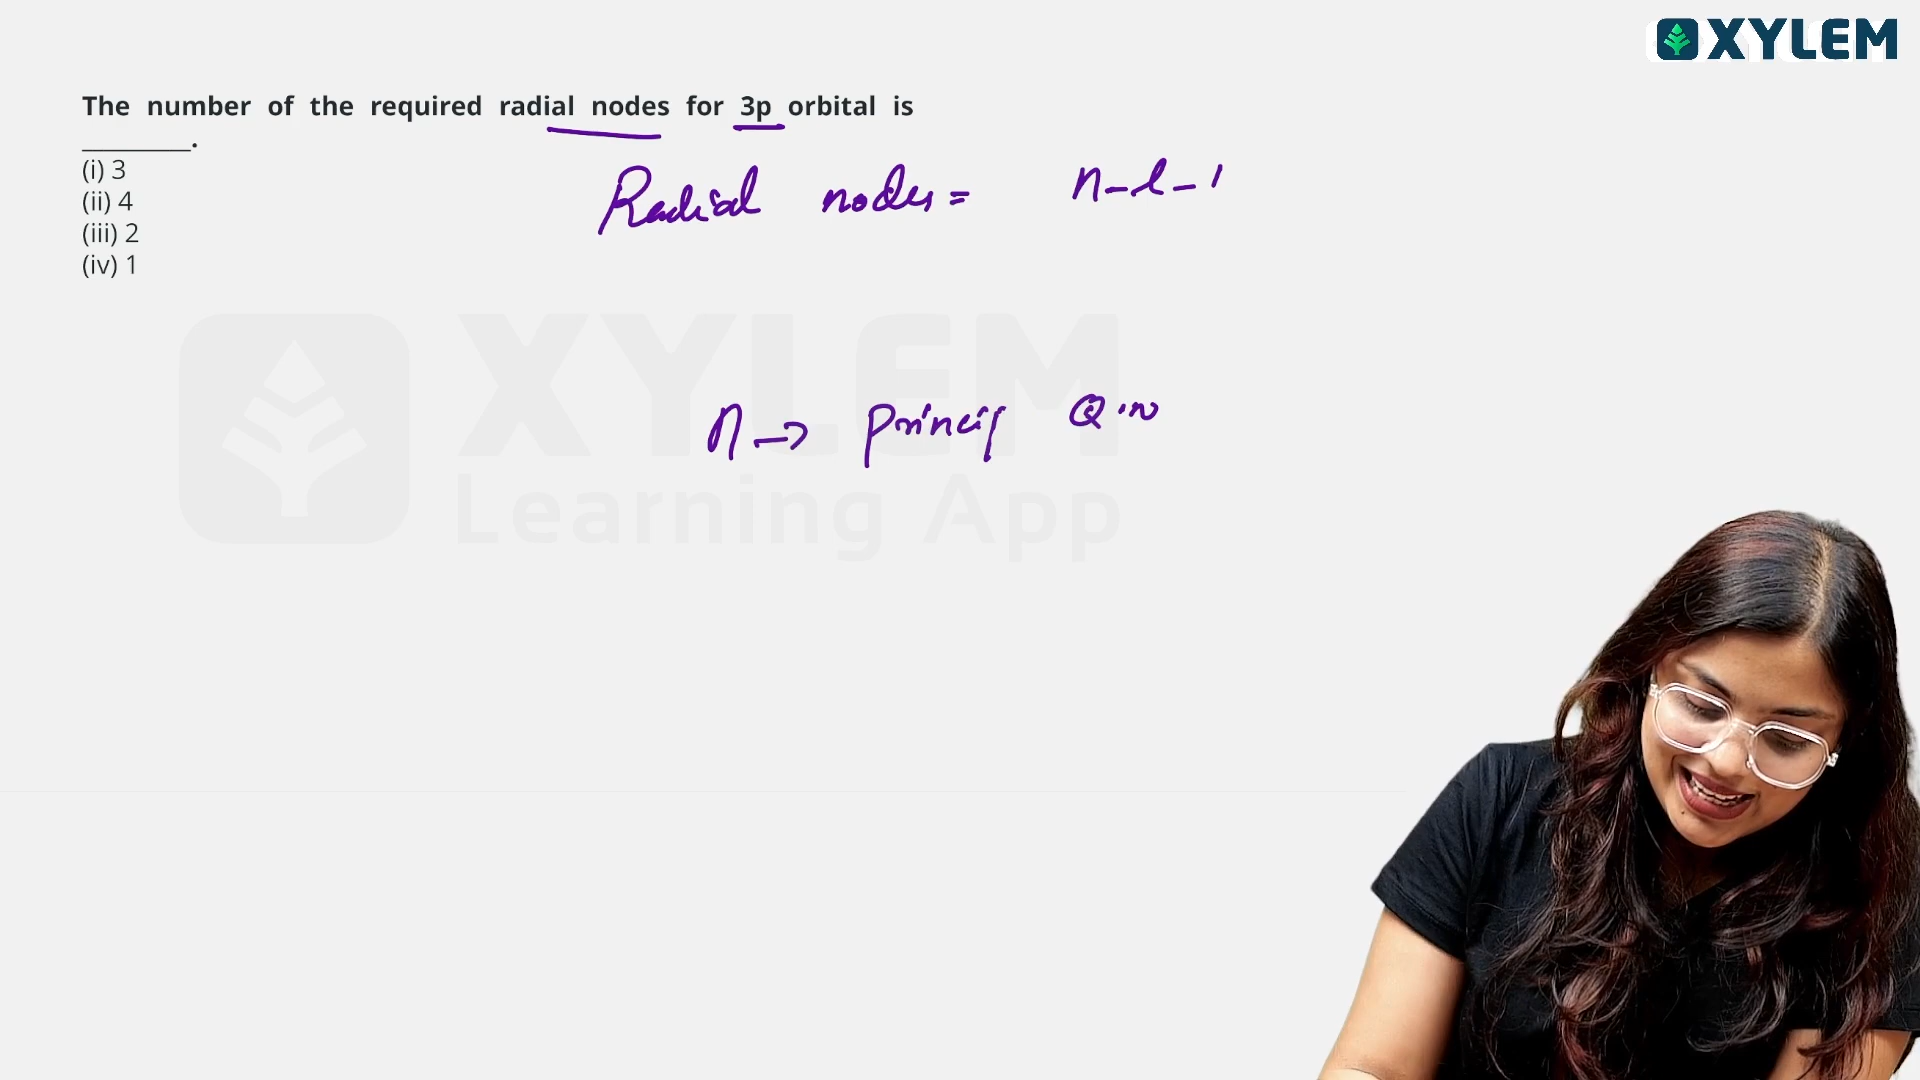 XYLEM
The number of the required radial nodes for 3p orbital is
_________.
(i) 3
(ii) 4
(iii) 2
(iv) 1
Radial nodes = n-l-1
XYLEM
Learning App
n → Princip Q.N